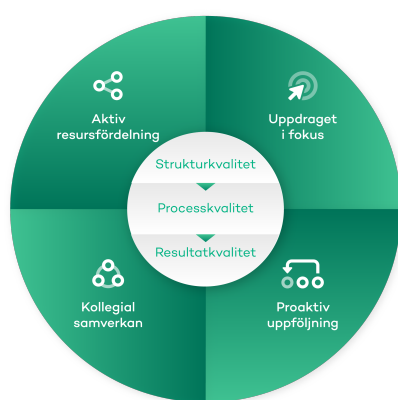 Aktiv
resursfördelning
Uppdraget
i fokus
Strukturkvalitet
Processkvalitet
Resultatkvalitet
Kollegial
samverkan
Proaktiv
uppföljning